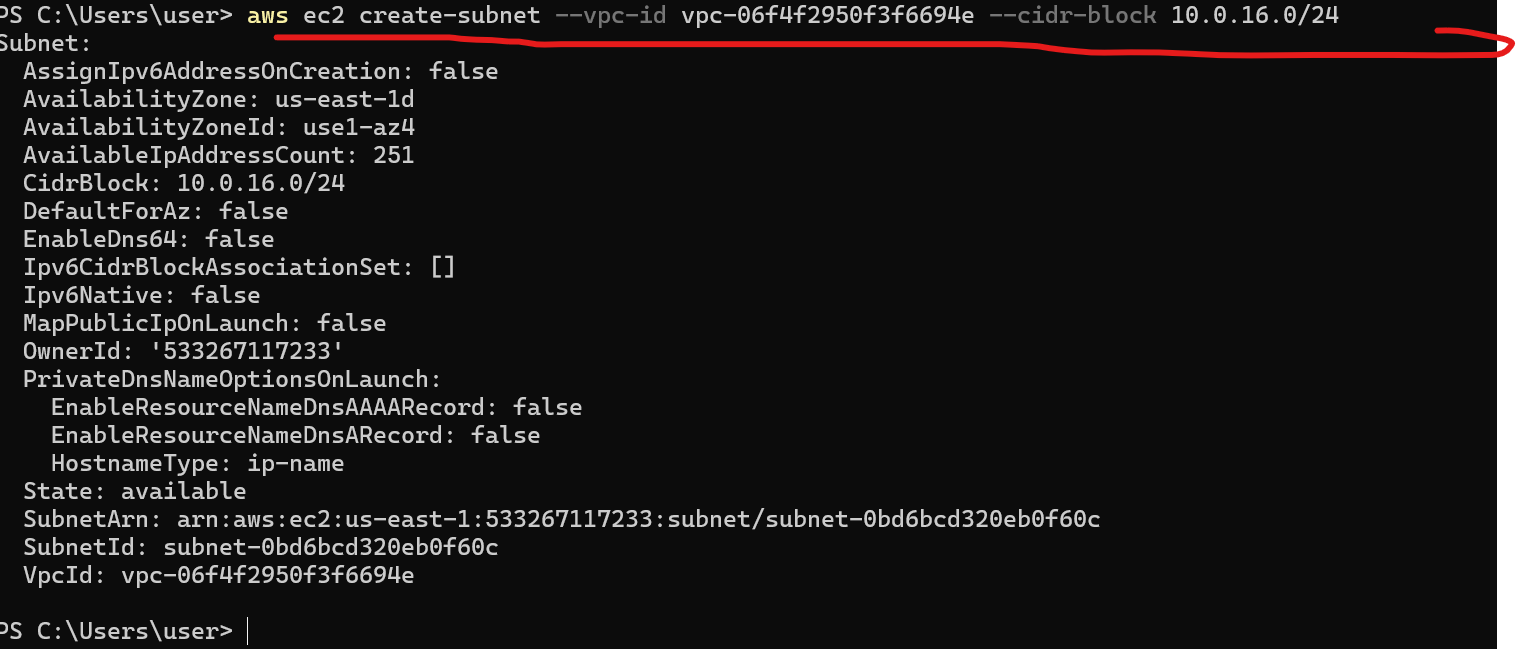 PS C:\Users\user> aws ec2 create-subnet --vpc-id vpc-06f4f2950f3f6694e --cidr-block 10.0.16.0/24
Subnet:
  AssignIpv6AddressOnCreation: false
  AvailabilityZone: us-east-1d
  AvailabilityZoneId: use1-az4
  AvailableIpAddressCount: 251
  CidrBlock: 10.0.16.0/24
  DefaultForAz: false
  EnableDns64: false
  Ipv6CidrBlockAssociationSet: []
  Ipv6Native: false
  MapPublicIpOnLaunch: false
  OwnerId: '533267117233'
  PrivateDnsNameOptionsOnLaunch:
    EnableResourceNameDnsAAAARecord: false
    EnableResourceNameDnsARecord: false
    HostnameType: ip-name
  State: available
  SubnetArn: arn:aws:ec2:us-east-1:533267117233:subnet/subnet-0bd6bcd320eb0f60c
  SubnetId: subnet-0bd6bcd320eb0f60c
  VpcId: vpc-06f4f2950f3f6694e
PS C:\Users\user>